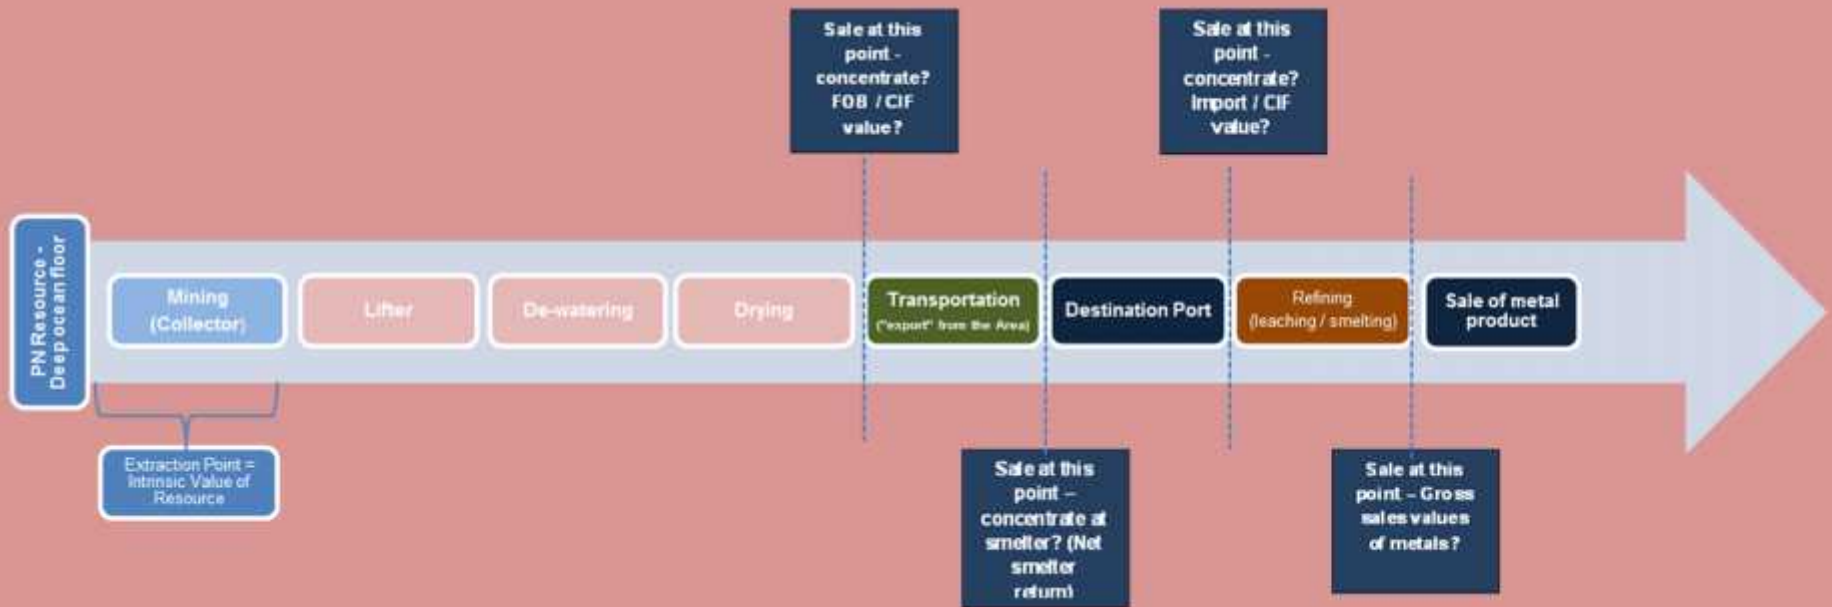 Sale at this
point -
concentrate?
FOB / CIF
value?
Sale at this
point -
concentrate?
Import / CIF
value?
PN Resource -
Deep ocean floor
Mining
(Collector)
Lifter
De-watering
Drying
Transportation
("export" from the Area)
Destination Port
Refining
(leaching / smelting)
Sale of metal
product
Extraction Point =
Intrinsic Value of
Resource
Sale at this
point –
concentrate at
smelter? (Net
smelter
return)
Sale at this
point – Gross
sales values
of metals?